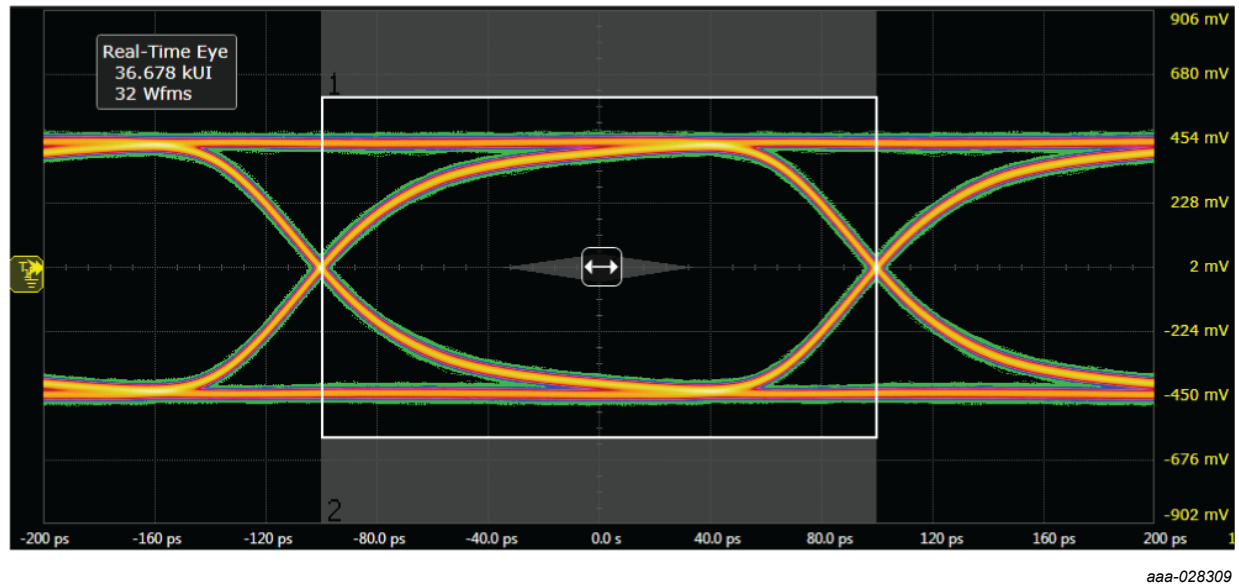 906 mV
Real-Time Eye
36.678 kUI
32 Wfms
1
680 mV
454 mV
228 mV
2 mV
-224 mV
-450 mV
-676 mV
2
-902 mV
-200 ps -160 ps -120 ps -80.0 ps -40.0 ps 0.0 s 40.0 ps 80.0 ps 120 ps 160 ps 200 ps 1
aaa-028309